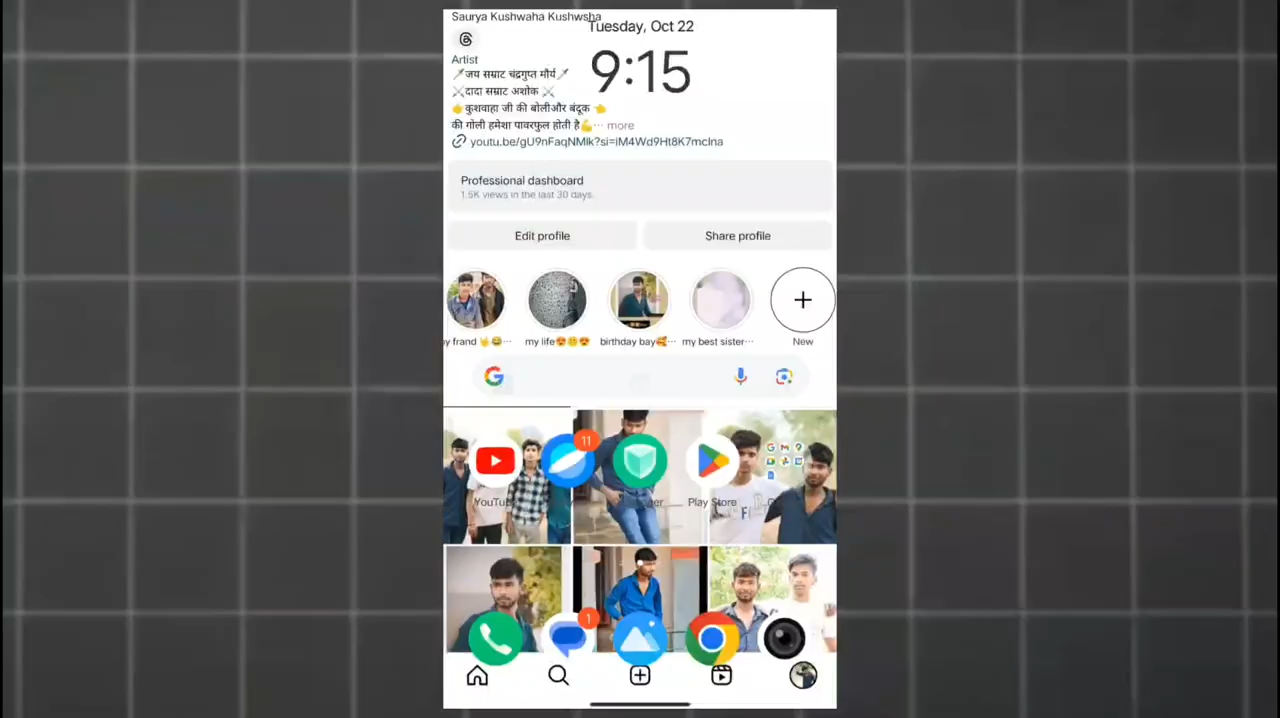 Saurya Kushwaha Kushwsha
Tuesday, Oct 22
9:15
Artist
🗡जय सम्राट चंद्रगुप्त मौर्य🗡
⚔दादा सम्राट अशोक ⚔
👉कुशवाहा जी की बोलीऔर बंदूक 👈
की गोली हमेशा पावरफुल होती है💪… more
youtu.be/gU9nFaqNMlk?si=iM4Wd9Ht8K7mclna
Professional dashboard
1.5K views in the last 30 days.
Edit profile
Share profile
y frand 🤘😂…
my life😍🤫😍
birthday bay🥰…
my best sister…
New
11
Play Store
1